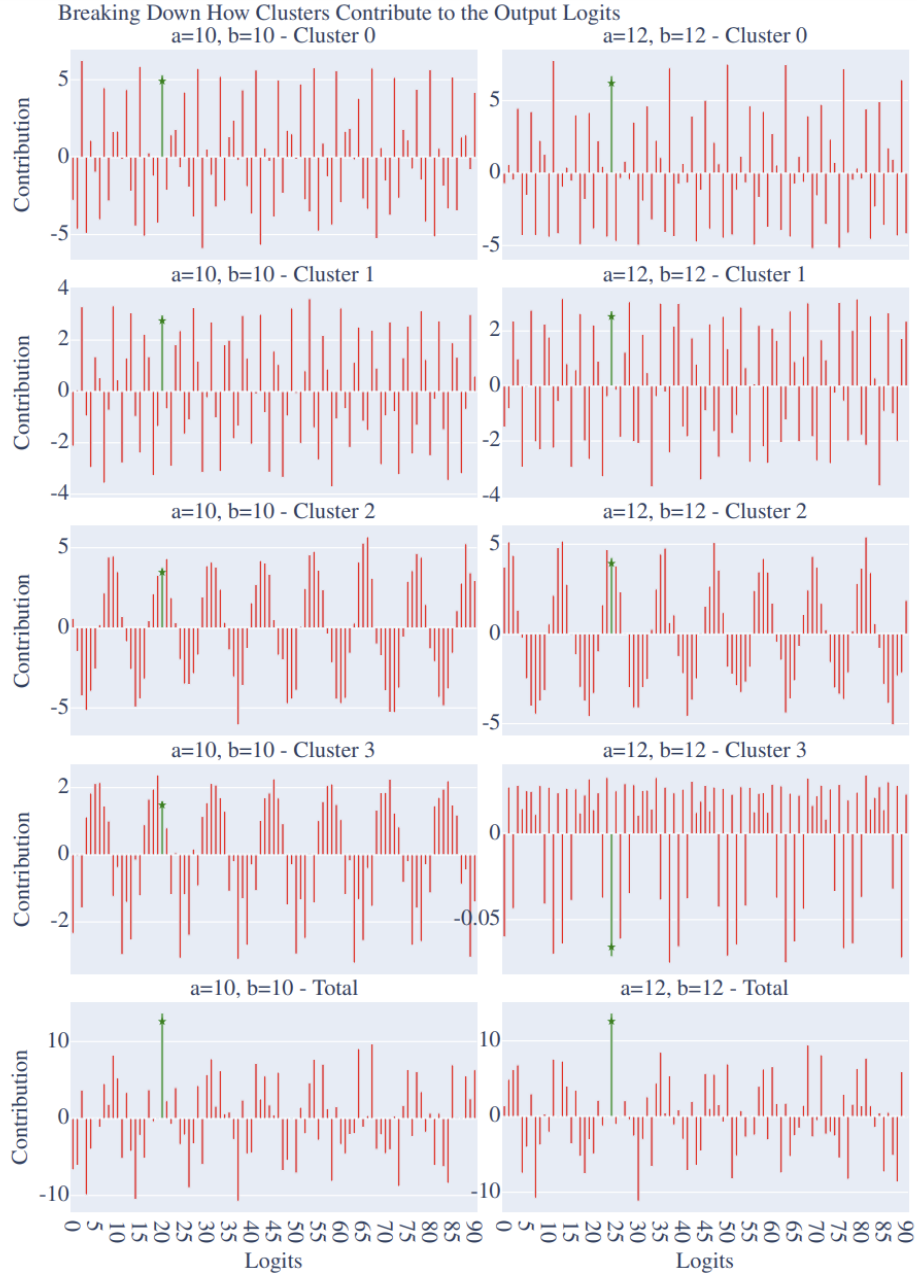 Breaking Down How Clusters Contribute to the Output Logits
a=10, b=10 - Cluster 0
a=12, b=12 - Cluster 0
Contribution
5
0
-5
5
0
-5
a=10, b=10 - Cluster 1
a=12, b=12 - Cluster 1
Contribution
4
2
0
-2
-4
2
0
-2
-4
a=10, b=10 - Cluster 2
a=12, b=12 - Cluster 2
Contribution
5
0
-5
5
0
-5
a=10, b=10 - Cluster 3
a=12, b=12 - Cluster 3
Contribution
2
0
-2
0
-0.05
a=10, b=10 - Total
a=12, b=12 - Total
Contribution
10
0
-10
10
0
-10
0 5 10 15 20 25 30 35 40 45 50 55 60 65 70 75 80 85 90
0 5 10 15 20 25 30 35 40 45 50 55 60 65 70 75 80 85 90
Logits
Logits